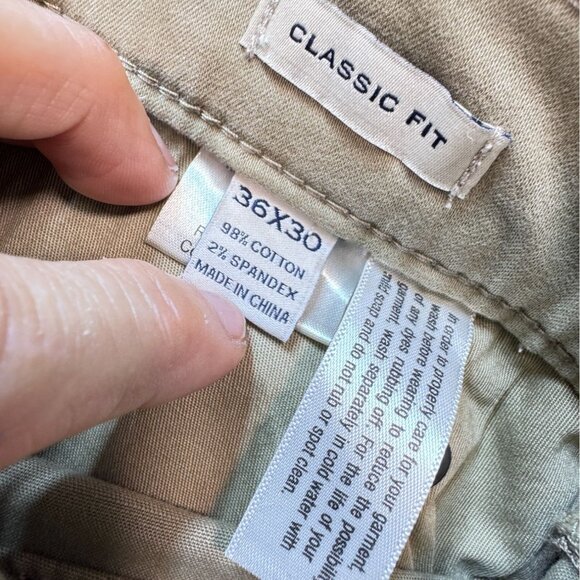 CLASSIC FIT
36X30
98% COTTON
2% SPANDEX
MADE IN CHINA
In order to properly care for your garment,
wash before wearing to reduce the possibility
of any dyes rubbing off. For the life of your
garment, wash separately in cold water with
mild soap and do not rub or spot clean.